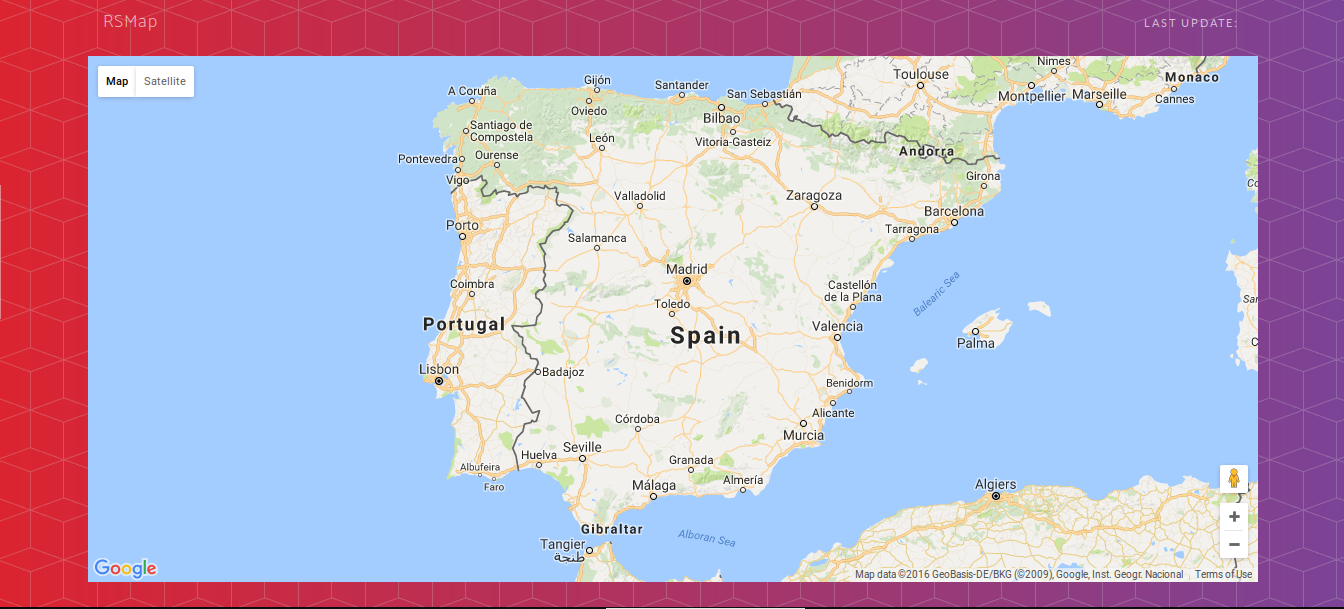 RSMap
LAST UPDATE:
Map
Satellite
Toulouse
Nimes
Monaco
Montpellier
Marseille
Cannes
A Coruña
Gijón
Santander
San Sebastián
Oviedo
Bilbao
Santiago de
Compostela
León
Vitoria-Gasteiz
Andorra
Pontevedra
Ourense
Vigo
Girona
Valladolid
Zaragoza
Barcelona
Porto
Tarragona
Salamanca
Madrid
Coimbra
Castellón
de la Plana
Balearic Sea
Toledo
Portugal
Spain
Valencia
Palma
Lisbon
Badajoz
Benidorm
Alicante
Córdoba
Murcia
Seville
Huelva
Granada
Albufeira
Faro
Málaga
Almería
Algiers
Gibraltar
Alboran Sea
Tangier
طنجة
Google
Map data ©2016 GeoBasis-DE/BKG (©2009), Google, Inst. Geogr. Nacional
Terms of Use